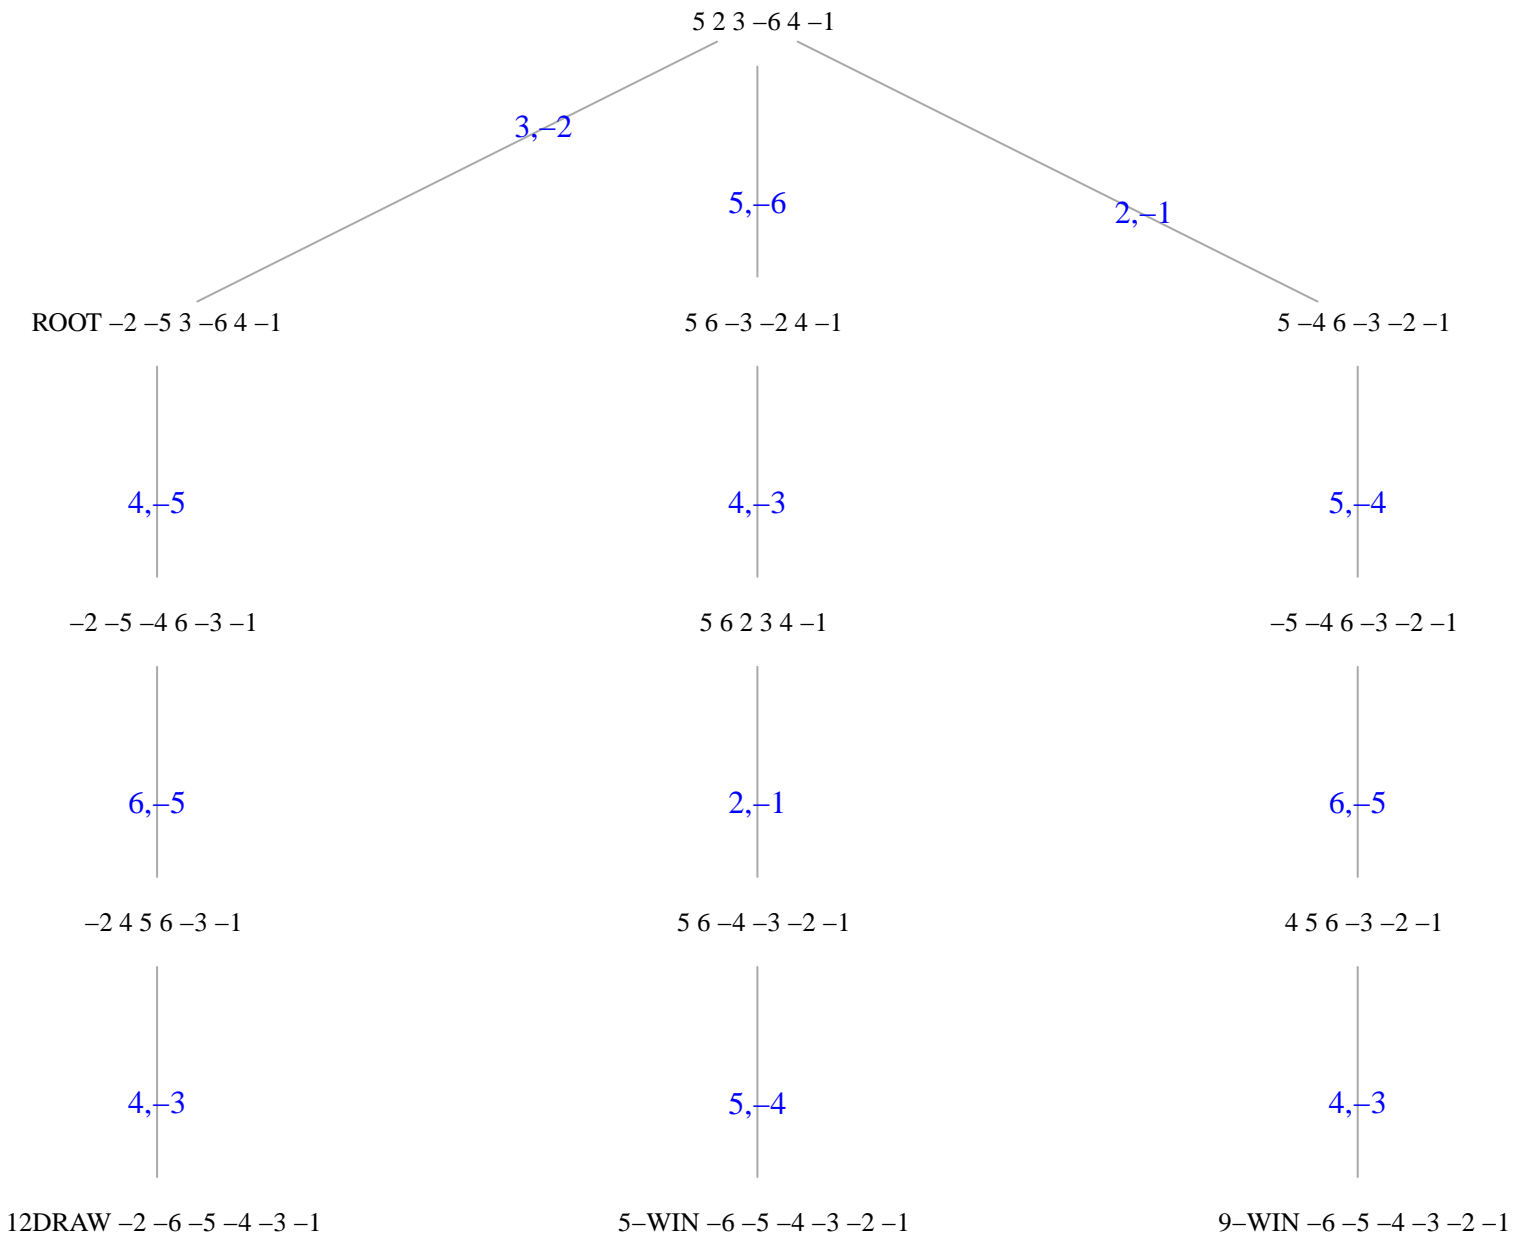 5 2 3 –6 4 –1
3,–2
5,–6
2,–1
ROOT –2 –5 3 –6 4 –1
5 6 –3 –2 4 –1
5 –4 6 –3 –2 –1
4,–5
4,–3
5,–4
–2 –5 –4 6 –3 –1
5 6 2 3 4 –1
–5 –4 6 –3 –2 –1
6,–5
2,–1
6,–5
–2 4 5 6 –3 –1
5 6 –4 –3 –2 –1
4 5 6 –3 –2 –1
4,–3
5,–4
4,–3
12DRAW –2 –6 –5 –4 –3 –1
5–WIN –6 –5 –4 –3 –2 –1
9–WIN –6 –5 –4 –3 –2 –1